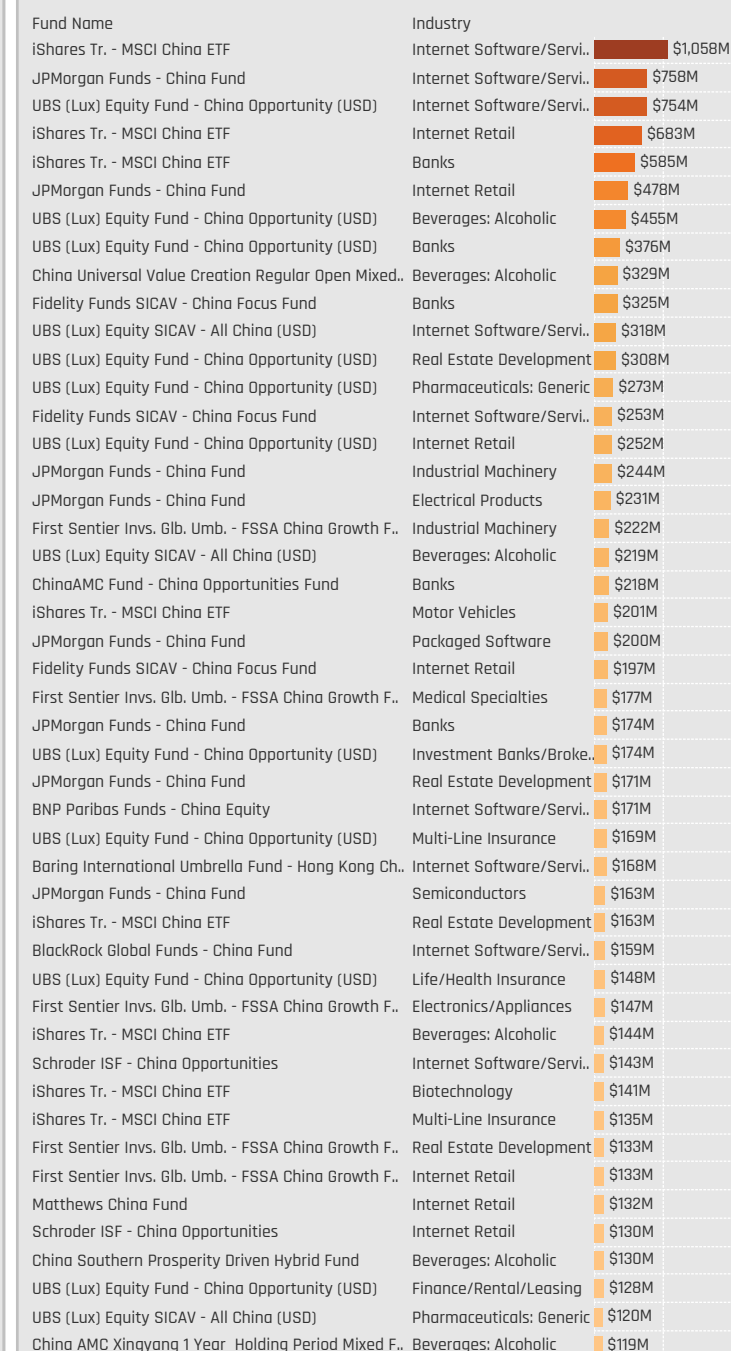 Fund Name Industry
iShares Tr. - MSCI China ETF Internet Software/Servi.. $1,058M
JPMorgan Funds - China Fund Internet Software/Servi.. $758M
UBS (Lux) Equity Fund - China Opportunity (USD) Internet Software/Servi.. $754M
iShares Tr. - MSCI China ETF Internet Retail $683M
iShares Tr. - MSCI China ETF Banks $585M
JPMorgan Funds - China Fund Internet Retail $478M
UBS (Lux) Equity Fund - China Opportunity (USD) Beverages: Alcoholic $455M
UBS (Lux) Equity Fund - China Opportunity (USD) Banks $376M
China Universal Value Creation Regular Open Mixed.. Beverages: Alcoholic $329M
Fidelity Funds SICAV - China Focus Fund Banks $325M
UBS (Lux) Equity SICAV - All China (USD) Internet Software/Servi.. $318M
UBS (Lux) Equity Fund - China Opportunity (USD) Real Estate Development $308M
UBS (Lux) Equity Fund - China Opportunity (USD) Pharmaceuticals: Generic $273M
Fidelity Funds SICAV - China Focus Fund Internet Software/Servi.. $253M
UBS (Lux) Equity Fund - China Opportunity (USD) Internet Retail $252M
JPMorgan Funds - China Fund Industrial Machinery $244M
JPMorgan Funds - China Fund Electrical Products $231M
First Sentier Invs. Glb. Umb. - FSSA China Growth F.. Industrial Machinery $222M
UBS (Lux) Equity SICAV - All China (USD) Beverages: Alcoholic $219M
ChinaAMC Fund - China Opportunities Fund Banks $218M
iShares Tr. - MSCI China ETF Motor Vehicles $201M
JPMorgan Funds - China Fund Packaged Software $200M
Fidelity Funds SICAV - China Focus Fund Internet Retail $197M
First Sentier Invs. Glb. Umb. - FSSA China Growth F.. Medical Specialties $177M
JPMorgan Funds - China Fund Banks $174M
UBS (Lux) Equity Fund - China Opportunity (USD) Investment Banks/Broke.. $174M
JPMorgan Funds - China Fund Real Estate Development $171M
BNP Paribas Funds - China Equity Internet Software/Servi.. $171M
UBS (Lux) Equity Fund - China Opportunity (USD) Multi-Line Insurance $169M
Baring International Umbrella Fund - Hong Kong Ch.. Internet Software/Servi.. $168M
JPMorgan Funds - China Fund Semiconductors $163M
iShares Tr. - MSCI China ETF Real Estate Development $163M
BlackRock Global Funds - China Fund Internet Software/Servi.. $159M
UBS (Lux) Equity Fund - China Opportunity (USD) Life/Health Insurance $148M
First Sentier Invs. Glb. Umb. - FSSA China Growth F.. Electronics/Appliances $147M
iShares Tr. - MSCI China ETF Beverages: Alcoholic $144M
Schroder ISF - China Opportunities Internet Software/Servi.. $143M
iShares Tr. - MSCI China ETF Biotechnology $141M
iShares Tr. - MSCI China ETF Multi-Line Insurance $135M
First Sentier Invs. Glb. Umb. - FSSA China Growth F.. Real Estate Development $133M
First Sentier Invs. Glb. Umb. - FSSA China Growth F.. Internet Retail $133M
Matthews China Fund Internet Retail $132M
Schroder ISF - China Opportunities Internet Retail $130M
China Southern Prosperity Driven Hybrid Fund Beverages: Alcoholic $130M
UBS (Lux) Equity Fund - China Opportunity (USD) Finance/Rental/Leasing $128M
UBS (Lux) Equity SICAV - All China (USD) Pharmaceuticals: Generic $120M
China AMC Xingyang 1 Year Holding Period Mixed F.. Beverages: Alcoholic $119M